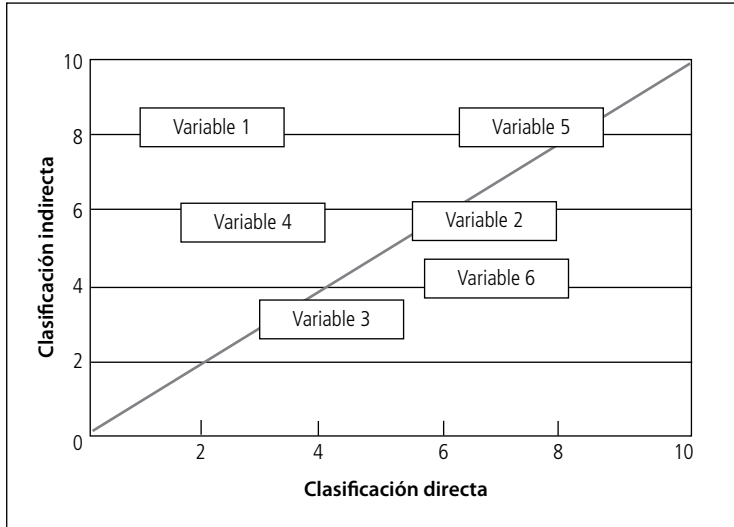 Clasificación indirecta
10
8
6
4
2
0
Variable 1
Variable 5
Variable 4
Variable 2
Variable 6
Variable 3
2 4 6 8 10
Clasificación directa